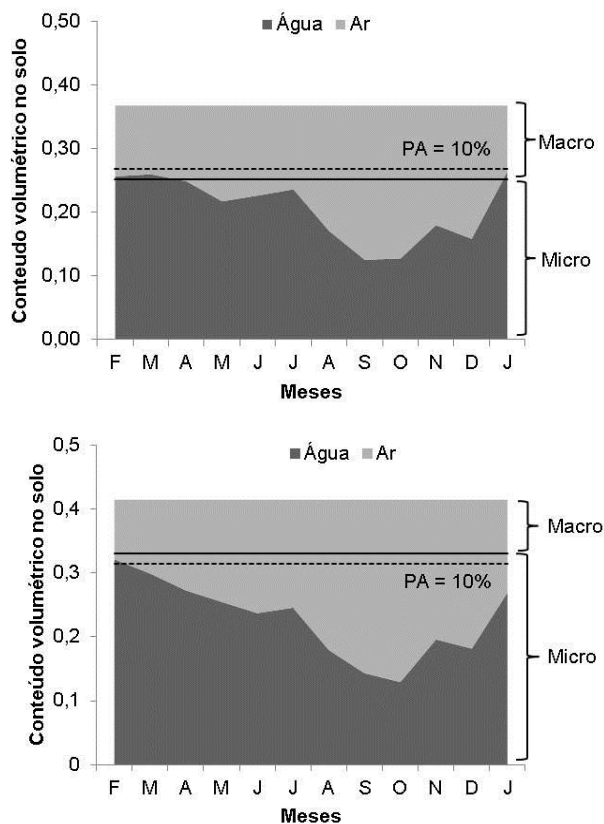 0,50
Água Ar
0,40
Macro
0,30
PA = 10%
0,20
Micro
0,10
0,00
Conteudo volumétrico no solo
F M A M J J A S O N D J
Meses
0,5
Água Ar
0,4
Macro
0,3
PA = 10%
0,2
Micro
0,1
0
Conteúdo volumétrico no solo
F M A M J J A S O N D J
Meses